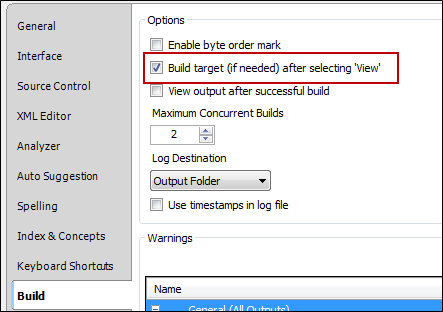 General
Interface
Source Control
XML Editor
Analyzer
Auto Suggestion
Spelling
Index & Concepts
Keyboard Shortcuts
Build
Options
Enable byte order mark
Build target (if needed) after selecting 'View'
View output after successful build
Maximum Concurrent Builds
2
Log Destination
Output Folder
Use timestamps in log file
Warnings
Name
General (All Outputs)